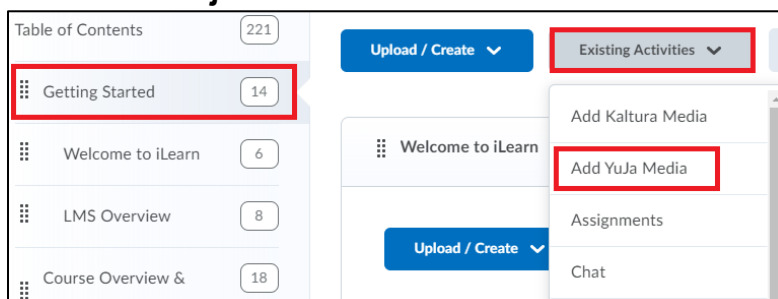 Table of Contents 221
Getting Started 14
Welcome to iLearn 6
LMS Overview 8
Course Overview & 18
Upload / Create
Existing Activities
Welcome to iLearn
Upload / Create
Add Kaltura Media
Add YuJa Media
Assignments
Chat